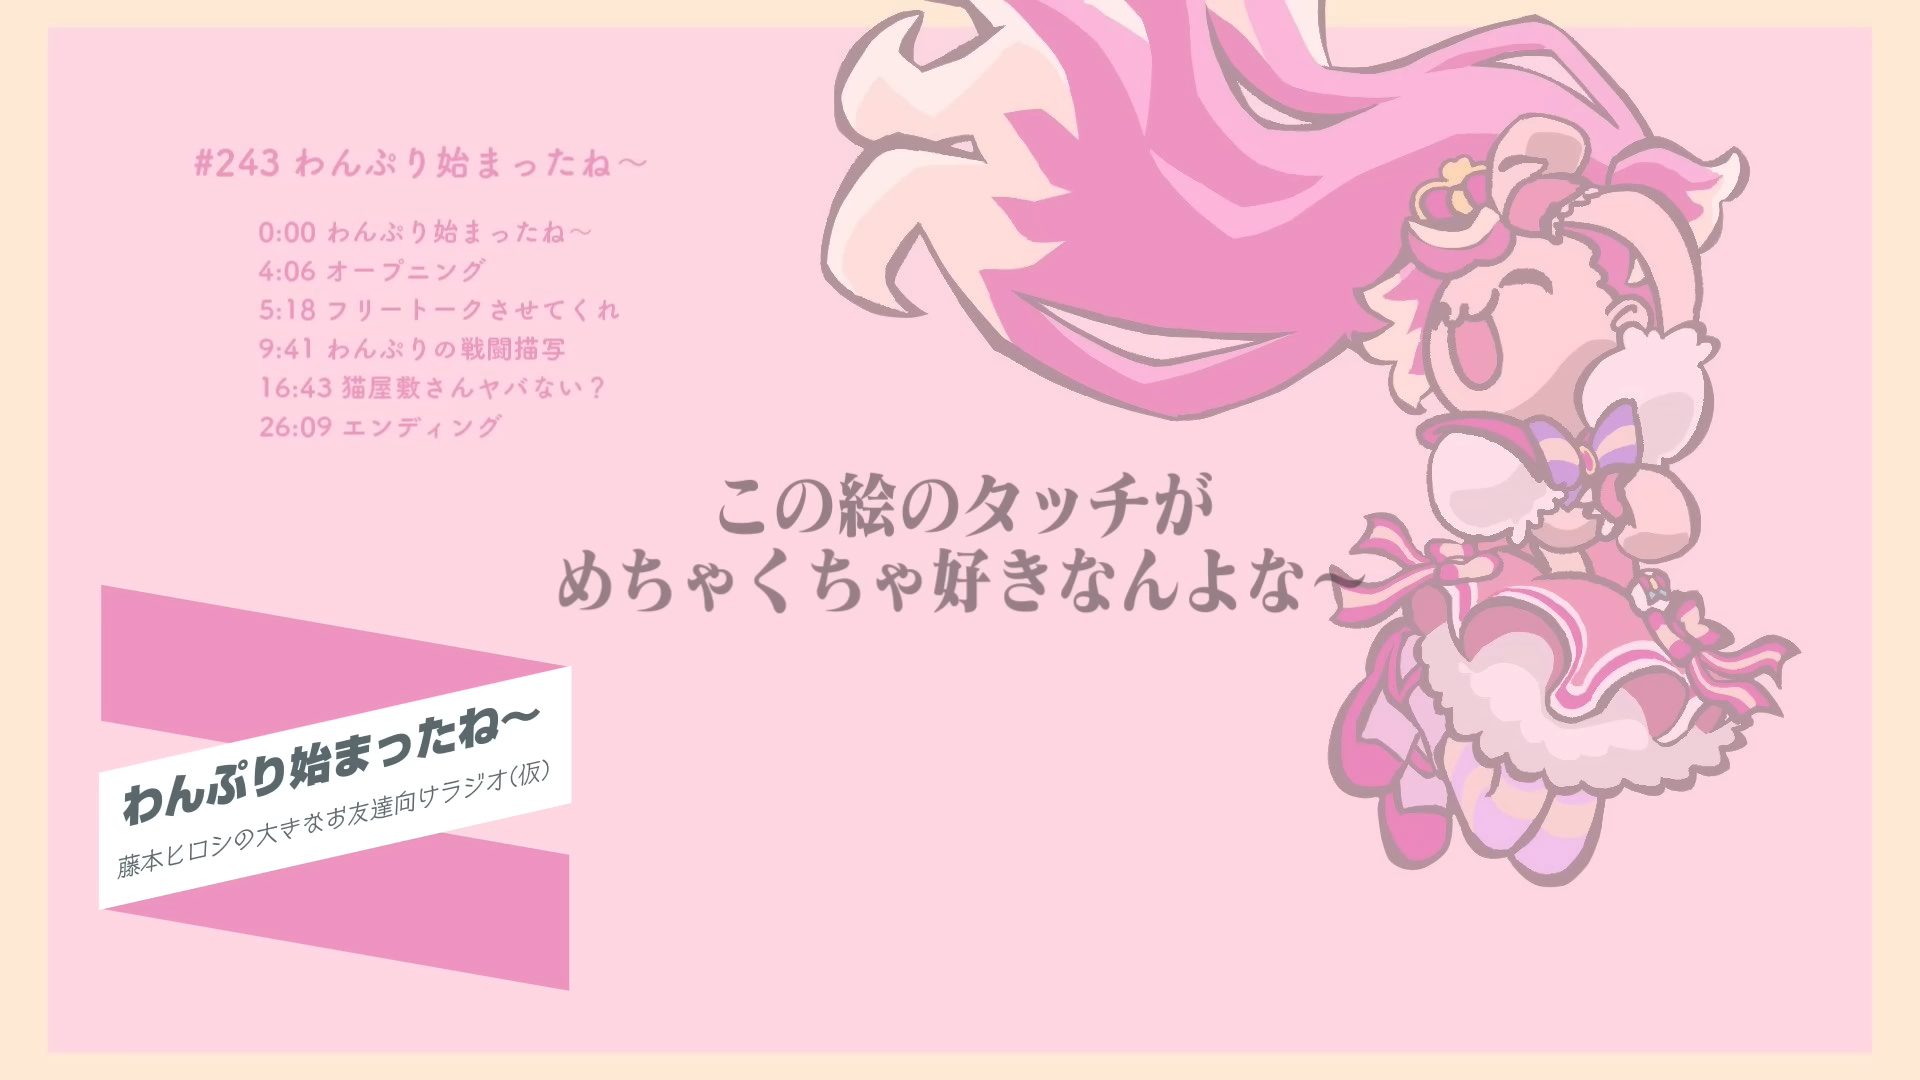 #243 わんぷり始まったね～
0:00 わんぷり始まったね～
4:06 オープニング
5:18 フリートークさせてくれ
9:41 わんぷりの戦闘描写
16:43 猫屋敷さんヤバない？
26:09 エンディング
この絵のタッチが
めちゃくちゃ好きなんよな～
わんぷり始まったね～
藤本ヒロシの大きなお友達向けラジオ(仮)